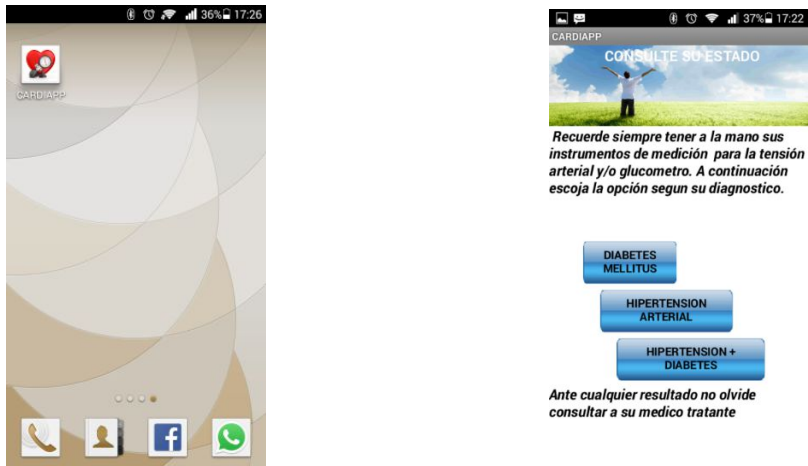 36% 17:26
CARDIAPP
37% 17:22
CARDIAPP
CONSULTE SU ESTADO
Recuerde siempre tener a la mano sus
instrumentos de medición para la tensión
arterial y/o glucometro. A continuación
escoja la opción segun su diagnostico.
DIABETES
MELLITUS
HIPERTENSION
ARTERIAL
HIPERTENSION +
DIABETES
Ante cualquier resultado no olvide
consultar a su medico tratante